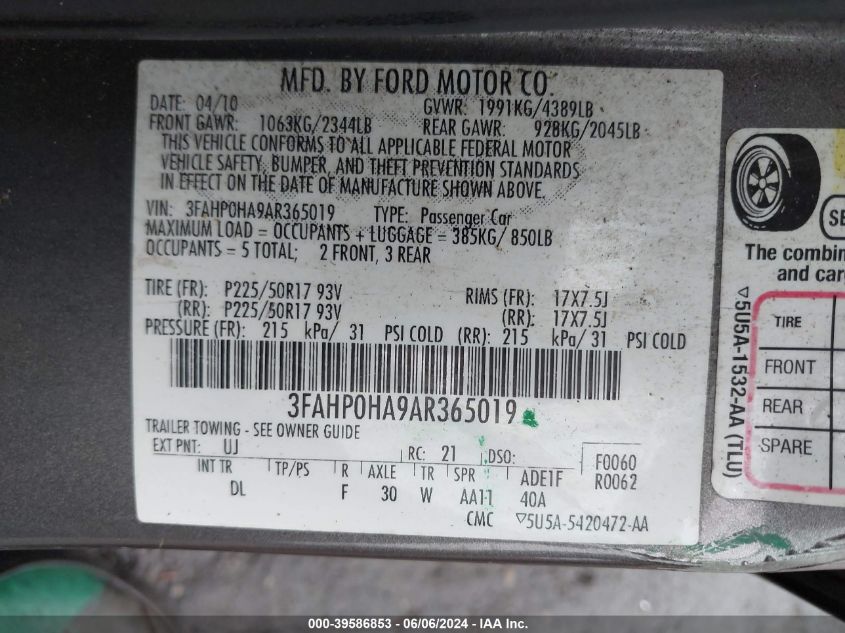 MFD. BY FORD MOTOR CO.
DATE: 04/10 GVWR: 1991KG/4389LB
FRONT GAWR: 1063KG/2344LB REAR GAWR: 928KG/2045LB
THIS VEHICLE CONFORMS TO ALL APPLICABLE FEDERAL MOTOR
VEHICLE SAFETY, BUMPER, AND THEFT PREVENTION STANDARDS
IN EFFECT ON THE DATE OF MANUFACTURE SHOWN ABOVE.
VIN: 3FAHP0HA9AR365019 TYPE: Passenger Car
MAXIMUM LOAD = OCCUPANTS + LUGGAGE = 385KG/ 850LB
OCCUPANTS = 5 TOTAL; 2 FRONT, 3 REAR
TIRE (FR): P225/50R17 93V RIMS (FR): 17X7.5J
(RR): P225/50R17 93V (RR): 17X7.5J
PRESSURE (FR): 215 kPa/ 31 PSI COLD (RR): 215 kPa/ 31 PSI COLD
3FAHP0HA9AR365019
TRAILER TOWING - SEE OWNER GUIDE
EXT PNT: UJ RC: 21 DSO: F0060
R0062
INT TR TP/PS R AXLE TR SPR ADE1F
DL F 30 W AA11 40A
CMC ▽5U5A-5420472-AA
SE
The combin
and carg
▽5U5A-1532-AA (TLU)
TIRE
FRONT
REAR
SPARE
000-39586853 - 06/06/2024 - IAA Inc.